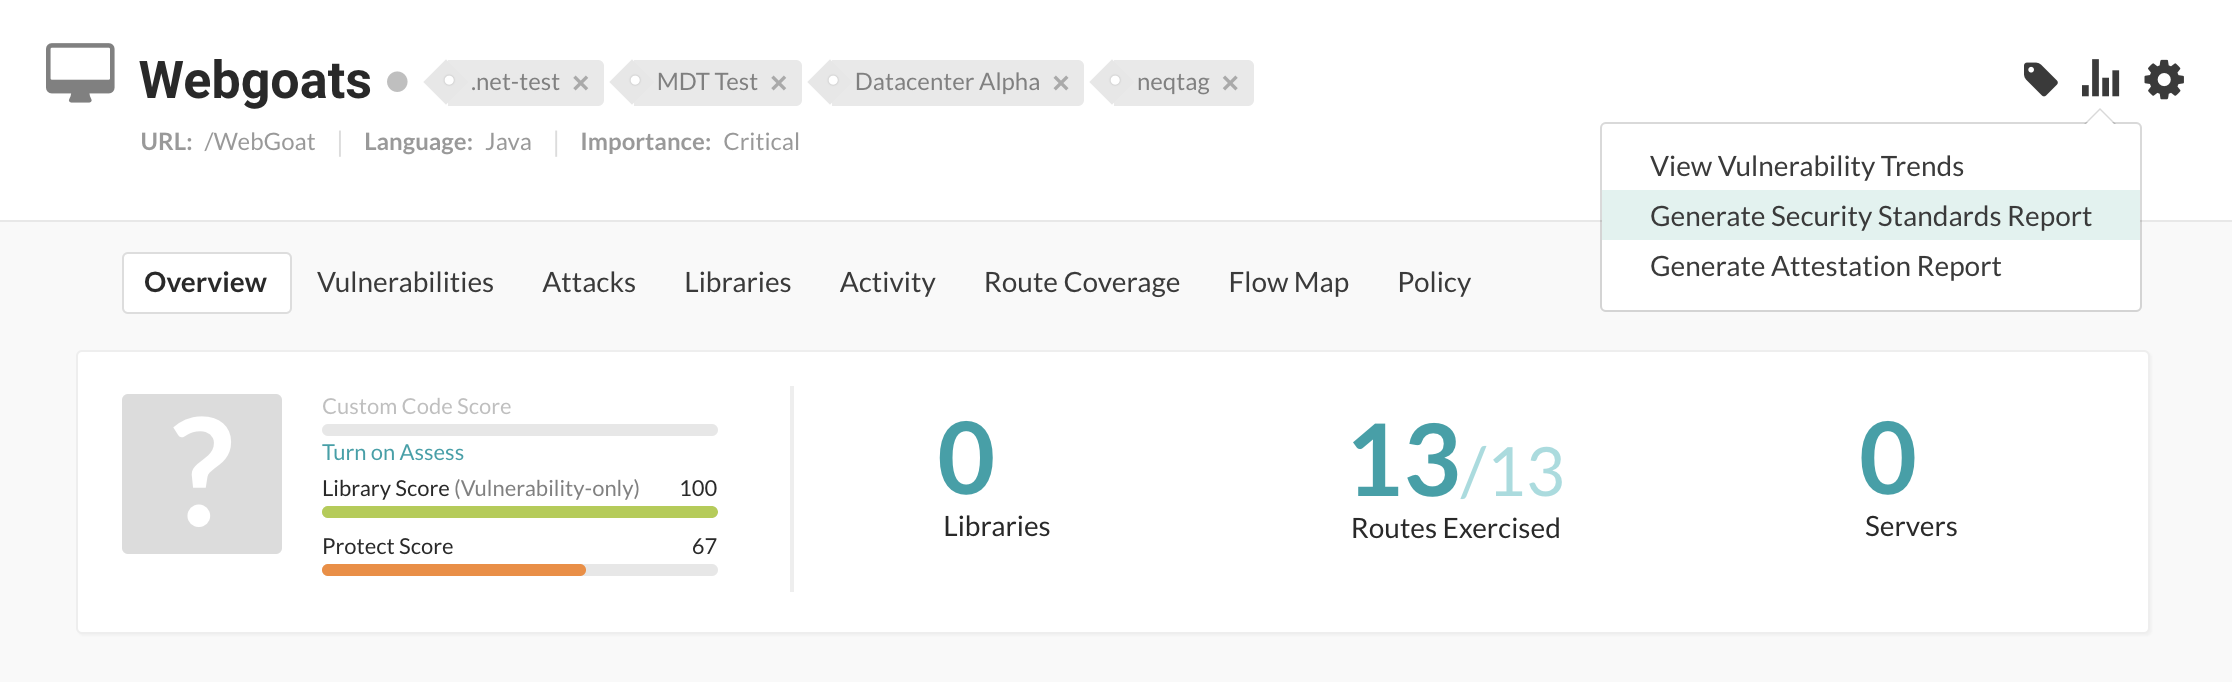 Webgoats .net-test × MDT Test × Datacenter Alpha × neqtag ×
URL: /WebGoat | Language: Java | Importance: Critical
View Vulnerability Trends
Generate Security Standards Report
Generate Attestation Report
Overview Vulnerabilities Attacks Libraries Activity Route Coverage Flow Map Policy
?
Custom Code Score
Turn on Assess
Library Score (Vulnerability-only) 100
Protect Score 67
0
Libraries
13/13
Routes Exercised
0
Servers